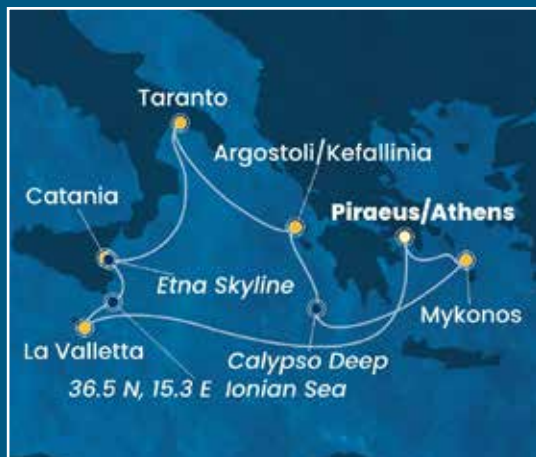 Taranto
Argostoli/Kefallinia
Catania
Piraeus/Athens
Etna Skyline
Mykonos
La Valletta
Calypso Deep
36.5 N, 15.3 E Ionian Sea